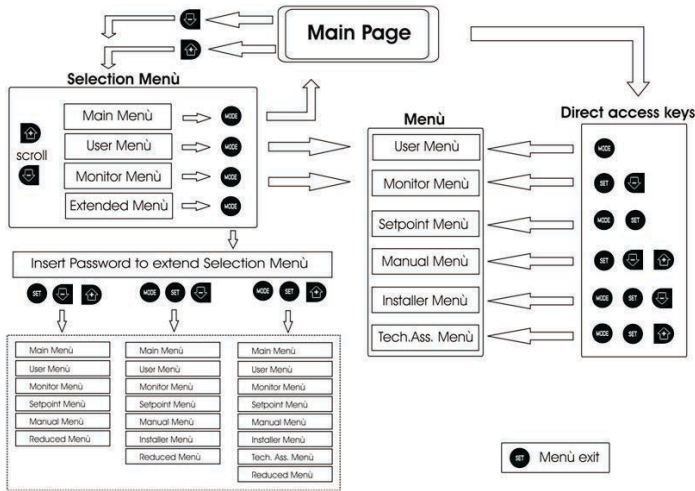 Main Page
Selection Menù
Main Menù MODE
User Menù MODE
Monitor Menù MODE
Extended Menù MODE
scroll
Menù
User Menù
Monitor Menù
Setpoint Menù
Manual Menù
Installer Menù
Tech.Ass. Menù
Direct access keys
MODE
SET
MODE SET
SET
MODE SET
MODE SET
Insert Password to extend Selection Menù
SET MODE SET MODE SET
Main Menù
User Menù
Monitor Menù
Setpoint Menù
Manual Menù
Reduced Menù
Main Menù
User Menù
Monitor Menù
Setpoint Menù
Manual Menù
Installer Menù
Reduced Menù
Main Menù
User Menù
Monitor Menù
Setpoint Menù
Manual Menù
Installer Menù
Tech. Ass. Menù
Reduced Menù
SET Menù exit